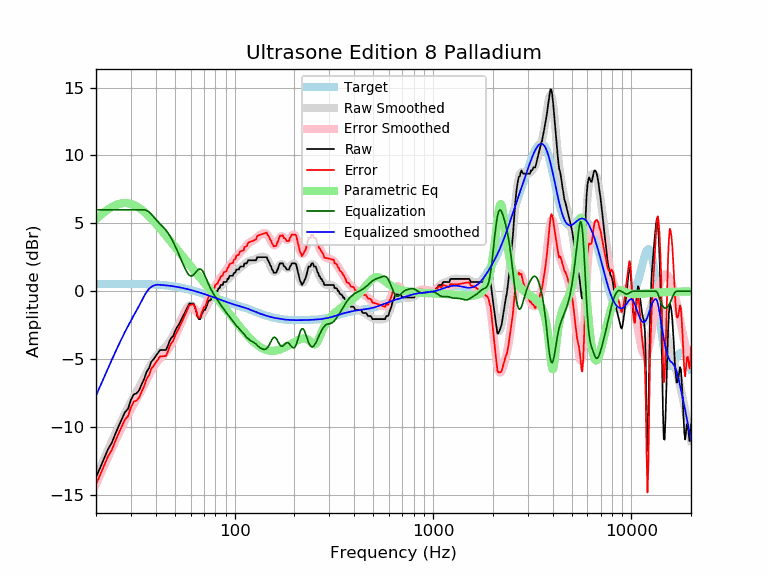 Ultrasone Edition 8 Palladium
15
10
5
0
−5
−10
−15
Amplitude (dBr)
Target
Raw Smoothed
Error Smoothed
Raw
Error
Parametric Eq
Equalization
Equalized smoothed
100
1000
10000
Frequency (Hz)